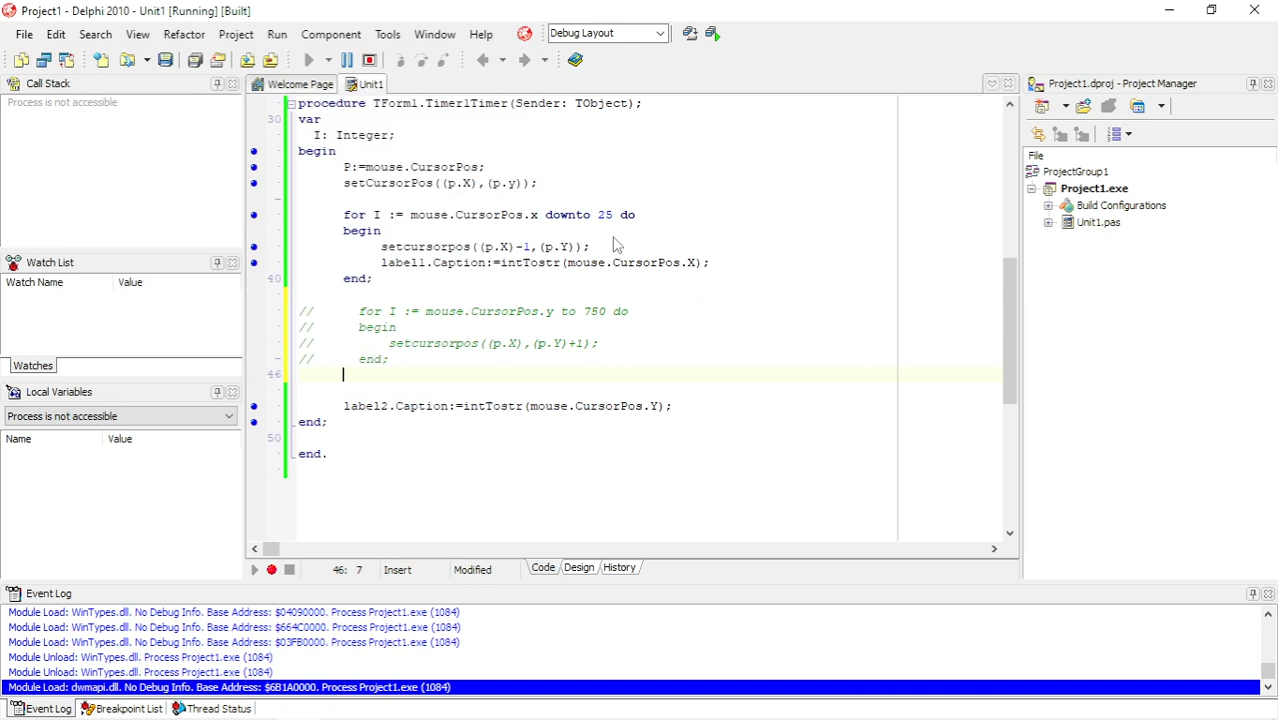 Project1 - Delphi 2010 - Unit1 [Running] [Built]
File Edit Search View Refactor Project Run Component Tools Window Help Debug Layout
Call Stack
Process is not accessible
Watch List
Watch Name Value
Watches
Local Variables
Process is not accessible
Name Value
Welcome Page Unit1
procedure TForm1.Timer1Timer(Sender: TObject);
30 var
I: Integer;
begin
P:=mouse.CursorPos;
setCursorPos((p.X),(p.y));
for I := mouse.CursorPos.x downto 25 do
begin
setcursorpos((p.X)-1,(p.Y));
label1.Caption:=intTostr(mouse.CursorPos.X);
40 end;
// for I := mouse.CursorPos.y to 750 do
// begin
// setcursorpos((p.X),(p.Y)+1);
// end;
46
label2.Caption:=intTostr(mouse.CursorPos.Y);
end;
50
end.
46: 7 Insert Modified Code Design History
Project1.dproj - Project Manager
File
ProjectGroup1
Project1.exe
Build Configurations
Unit1.pas
Event Log
Module Load: WinTypes.dll. No Debug Info. Base Address: $04090000. Process Project1.exe (1084)
Module Load: WinTypes.dll. No Debug Info. Base Address: $664C0000. Process Project1.exe (1084)
Module Load: WinTypes.dll. No Debug Info. Base Address: $03FB0000. Process Project1.exe (1084)
Module Unload: WinTypes.dll. Process Project1.exe (1084)
Module Unload: WinTypes.dll. Process Project1.exe (1084)
Module Load: dwmapi.dll. No Debug Info. Base Address: $6B1A0000. Process Project1.exe (1084)
Event Log Breakpoint List Thread Status